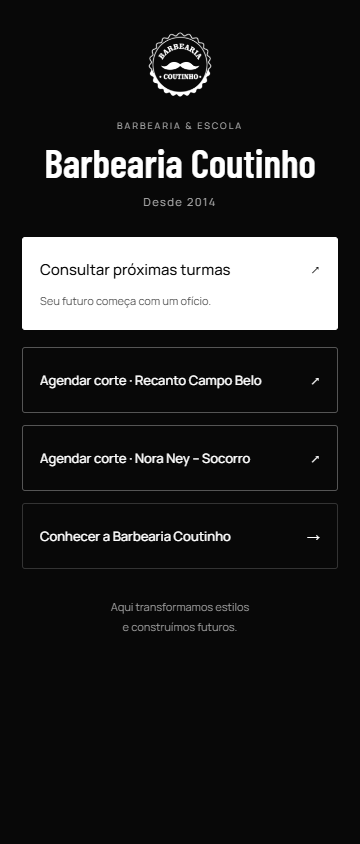 BARBEARIA
COUTINHO
BARBEARIA & ESCOLA
Barbearia Coutinho
Desde 2014
Consultar próximas turmas ↗
Seu futuro começa com um ofício.
Agendar corte · Recanto Campo Belo ↗
Agendar corte · Nora Ney – Socorro ↗
Conhecer a Barbearia Coutinho →
Aqui transformamos estilos
e construímos futuros.